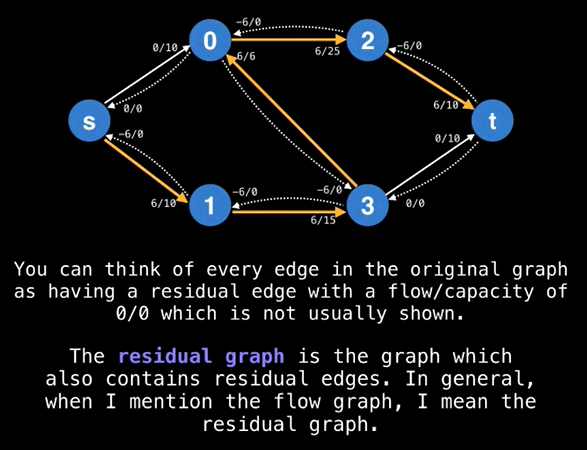 -6/0
0
2
0/10
6/6
6/25
-6/0
0/0
6/10
s
t
-6/0
0/10
-6/0
-6/0
6/10
1
3
0/0
6/15
You can think of every edge in the original graph
as having a residual edge with a flow/capacity of
0/0 which is not usually shown.
The residual graph is the graph which
also contains residual edges. In general,
when I mention the flow graph, I mean the
residual graph.